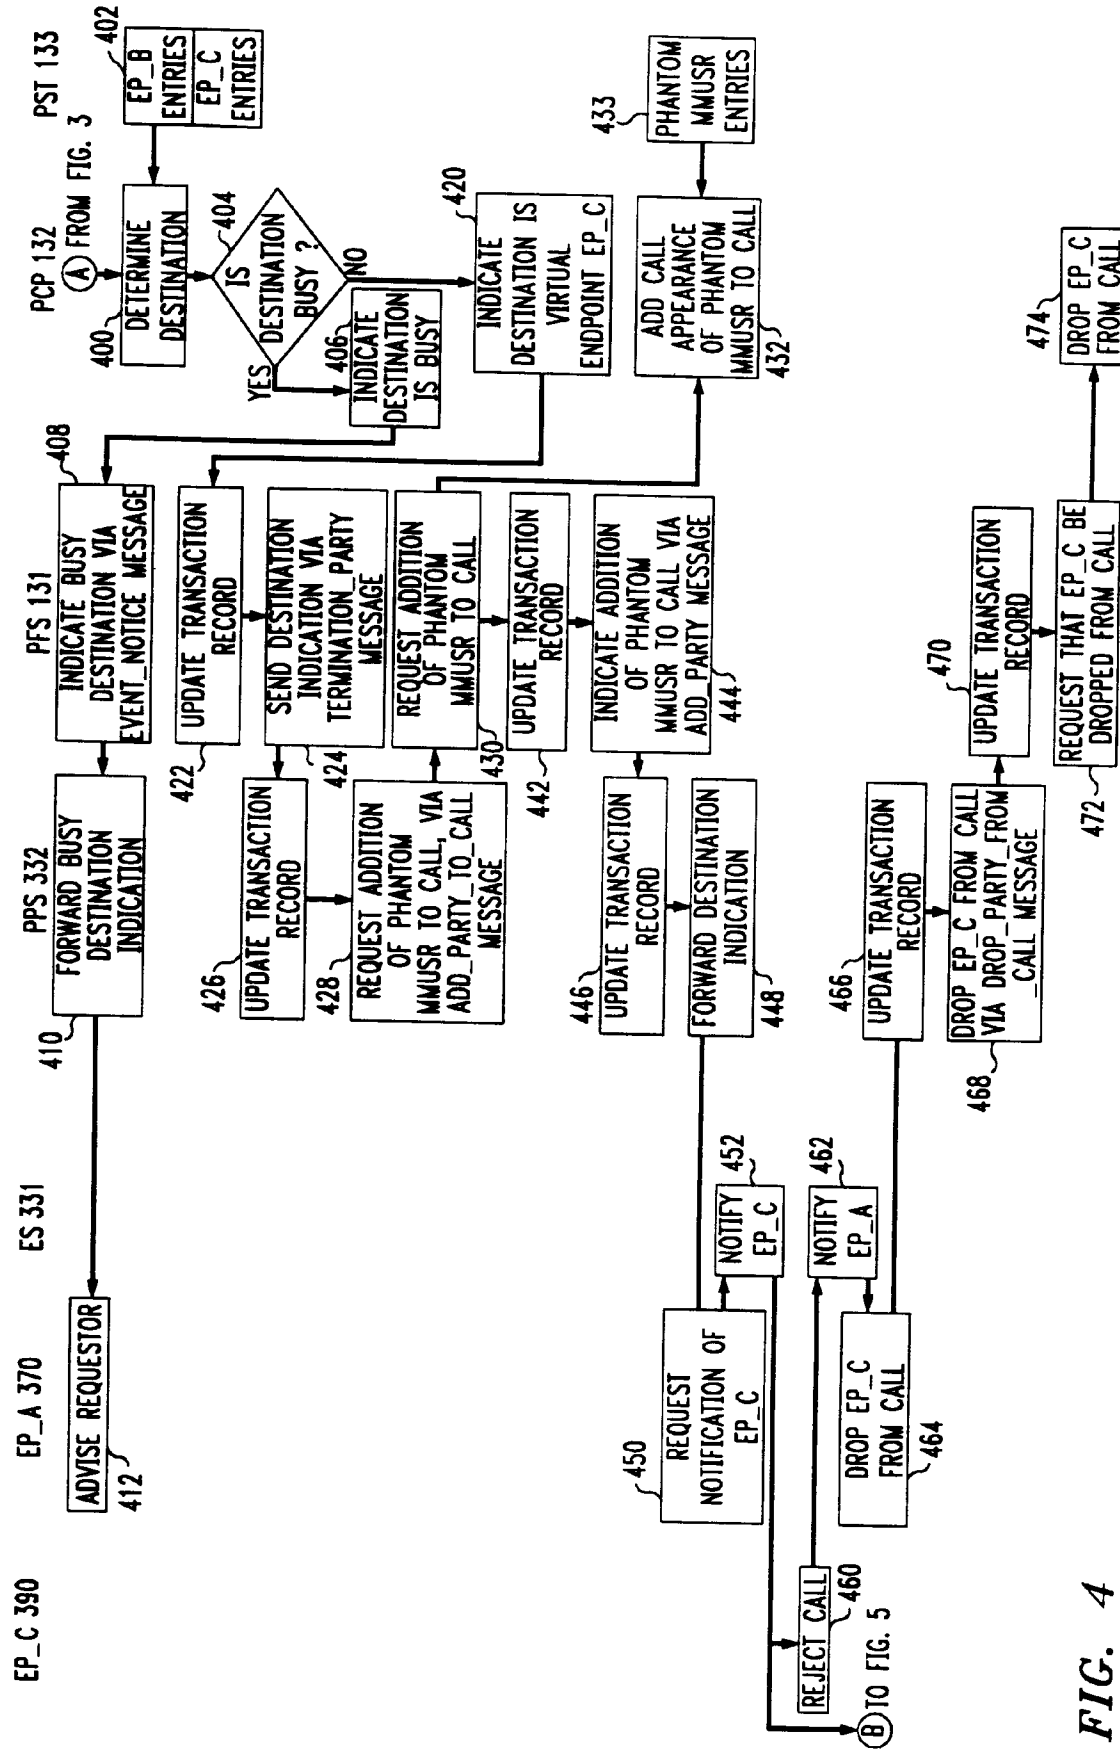 EP_C 390
EP_A 370
ES 331
PPS 332
PFS 131
PCP 132
PST 133
A
FROM FIG. 3
400
DETERMINE
DESTINATION
402
EP_B
ENTRIES
EP_C
ENTRIES
404
IS
DESTINATION
BUSY ?
YES
NO
406
INDICATE
DESTINATION
IS BUSY
408
INDICATE BUSY
DESTINATION VIA
EVENT_NOTICE MESSAGE
410
FORWARD BUSY
DESTINATION
INDICATION
ADVISE REQUESTOR
412
420
INDICATE
DESTINATION IS
VIRTUAL
ENDPOINT EP_C
422
UPDATE TRANSACTION
RECORD
SEND DESTINATION
INDICATION VIA
TERMINATION_PARTY
MESSAGE
424
426
UPDATE TRANSACTION
RECORD
428
REQUEST ADDITION
OF PHANTOM
MMUSR TO CALL, VIA
ADD_PARTY_TO_CALL
MESSAGE
REQUEST ADDITION
OF PHANTOM
MMUSR TO CALL
430
ADD CALL
APPEARANCE
OF PHANTOM
MMUSR TO CALL
432
433
PHANTOM
MMUSR
ENTRIES
UPDATE TRANSACTION
RECORD
442
INDICATE ADDITION
OF PHANTOM
MMUSR TO CALL VIA
ADD_PARTY MESSAGE
444
446
UPDATE TRANSACTION
RECORD
FORWARD DESTINATION
INDICATION
448
450
REQUEST
NOTIFICATION OF
EP_C
452
NOTIFY
EP_C
REJECT CALL
460
B
TO FIG. 5
462
NOTIFY
EP_A
DROP EP_C
FROM CALL
464
466
UPDATE TRANSACTION
RECORD
DROP EP_C FROM CALL
VIA DROP_PARTY_FROM
_CALL MESSAGE
468
470
UPDATE TRANSACTION
RECORD
REQUEST THAT EP_C BE
DROPPED FROM CALL
472
474
DROP EP_C
FROM CALL
FIG. 4